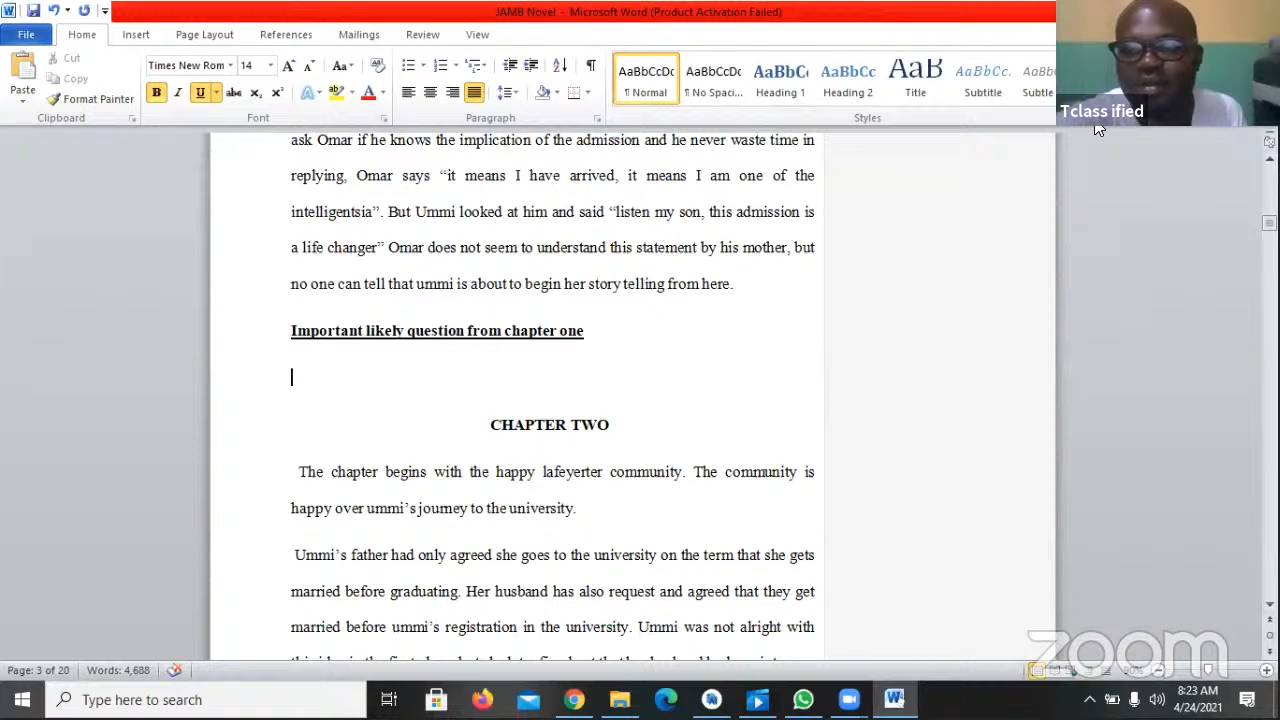 JAMB Novel - Microsoft Word (Product Activation Failed)
File Home Insert Page Layout References Mailings Review View
Cut
Copy
Format Painter
Paste
Clipboard
Times New Rom 14
Font
Paragraph
AaBbCcDc AaBbCcDc AaBbC AaBbCc AaB AaBbCc. AaBbC
¶ Normal ¶ No Spaci... Heading 1 Heading 2 Title Subtitle Subtle
Styles
Tclass ified
ask Omar if he knows the implication of the admission and he never waste time in
replying, Omar says “it means I have arrived, it means I am one of the
intelligentsia”. But Ummi looked at him and said “listen my son, this admission is
a life changer” Omar does not seem to understand this statement by his mother, but
no one can tell that ummi is about to begin her story telling from here.
Important likely question from chapter one
CHAPTER TWO
The chapter begins with the happy lafeyerter community. The community is
happy over ummi’s journey to the university.
Ummi’s father had only agreed she goes to the university on the term that she gets
married before graduating. Her husband has also request and agreed that they get
married before ummi’s registration in the university. Ummi was not alright with
zoom
Page: 3 of 20 Words: 4,688 90%
Type here to search
8:23 AM
4/24/2021